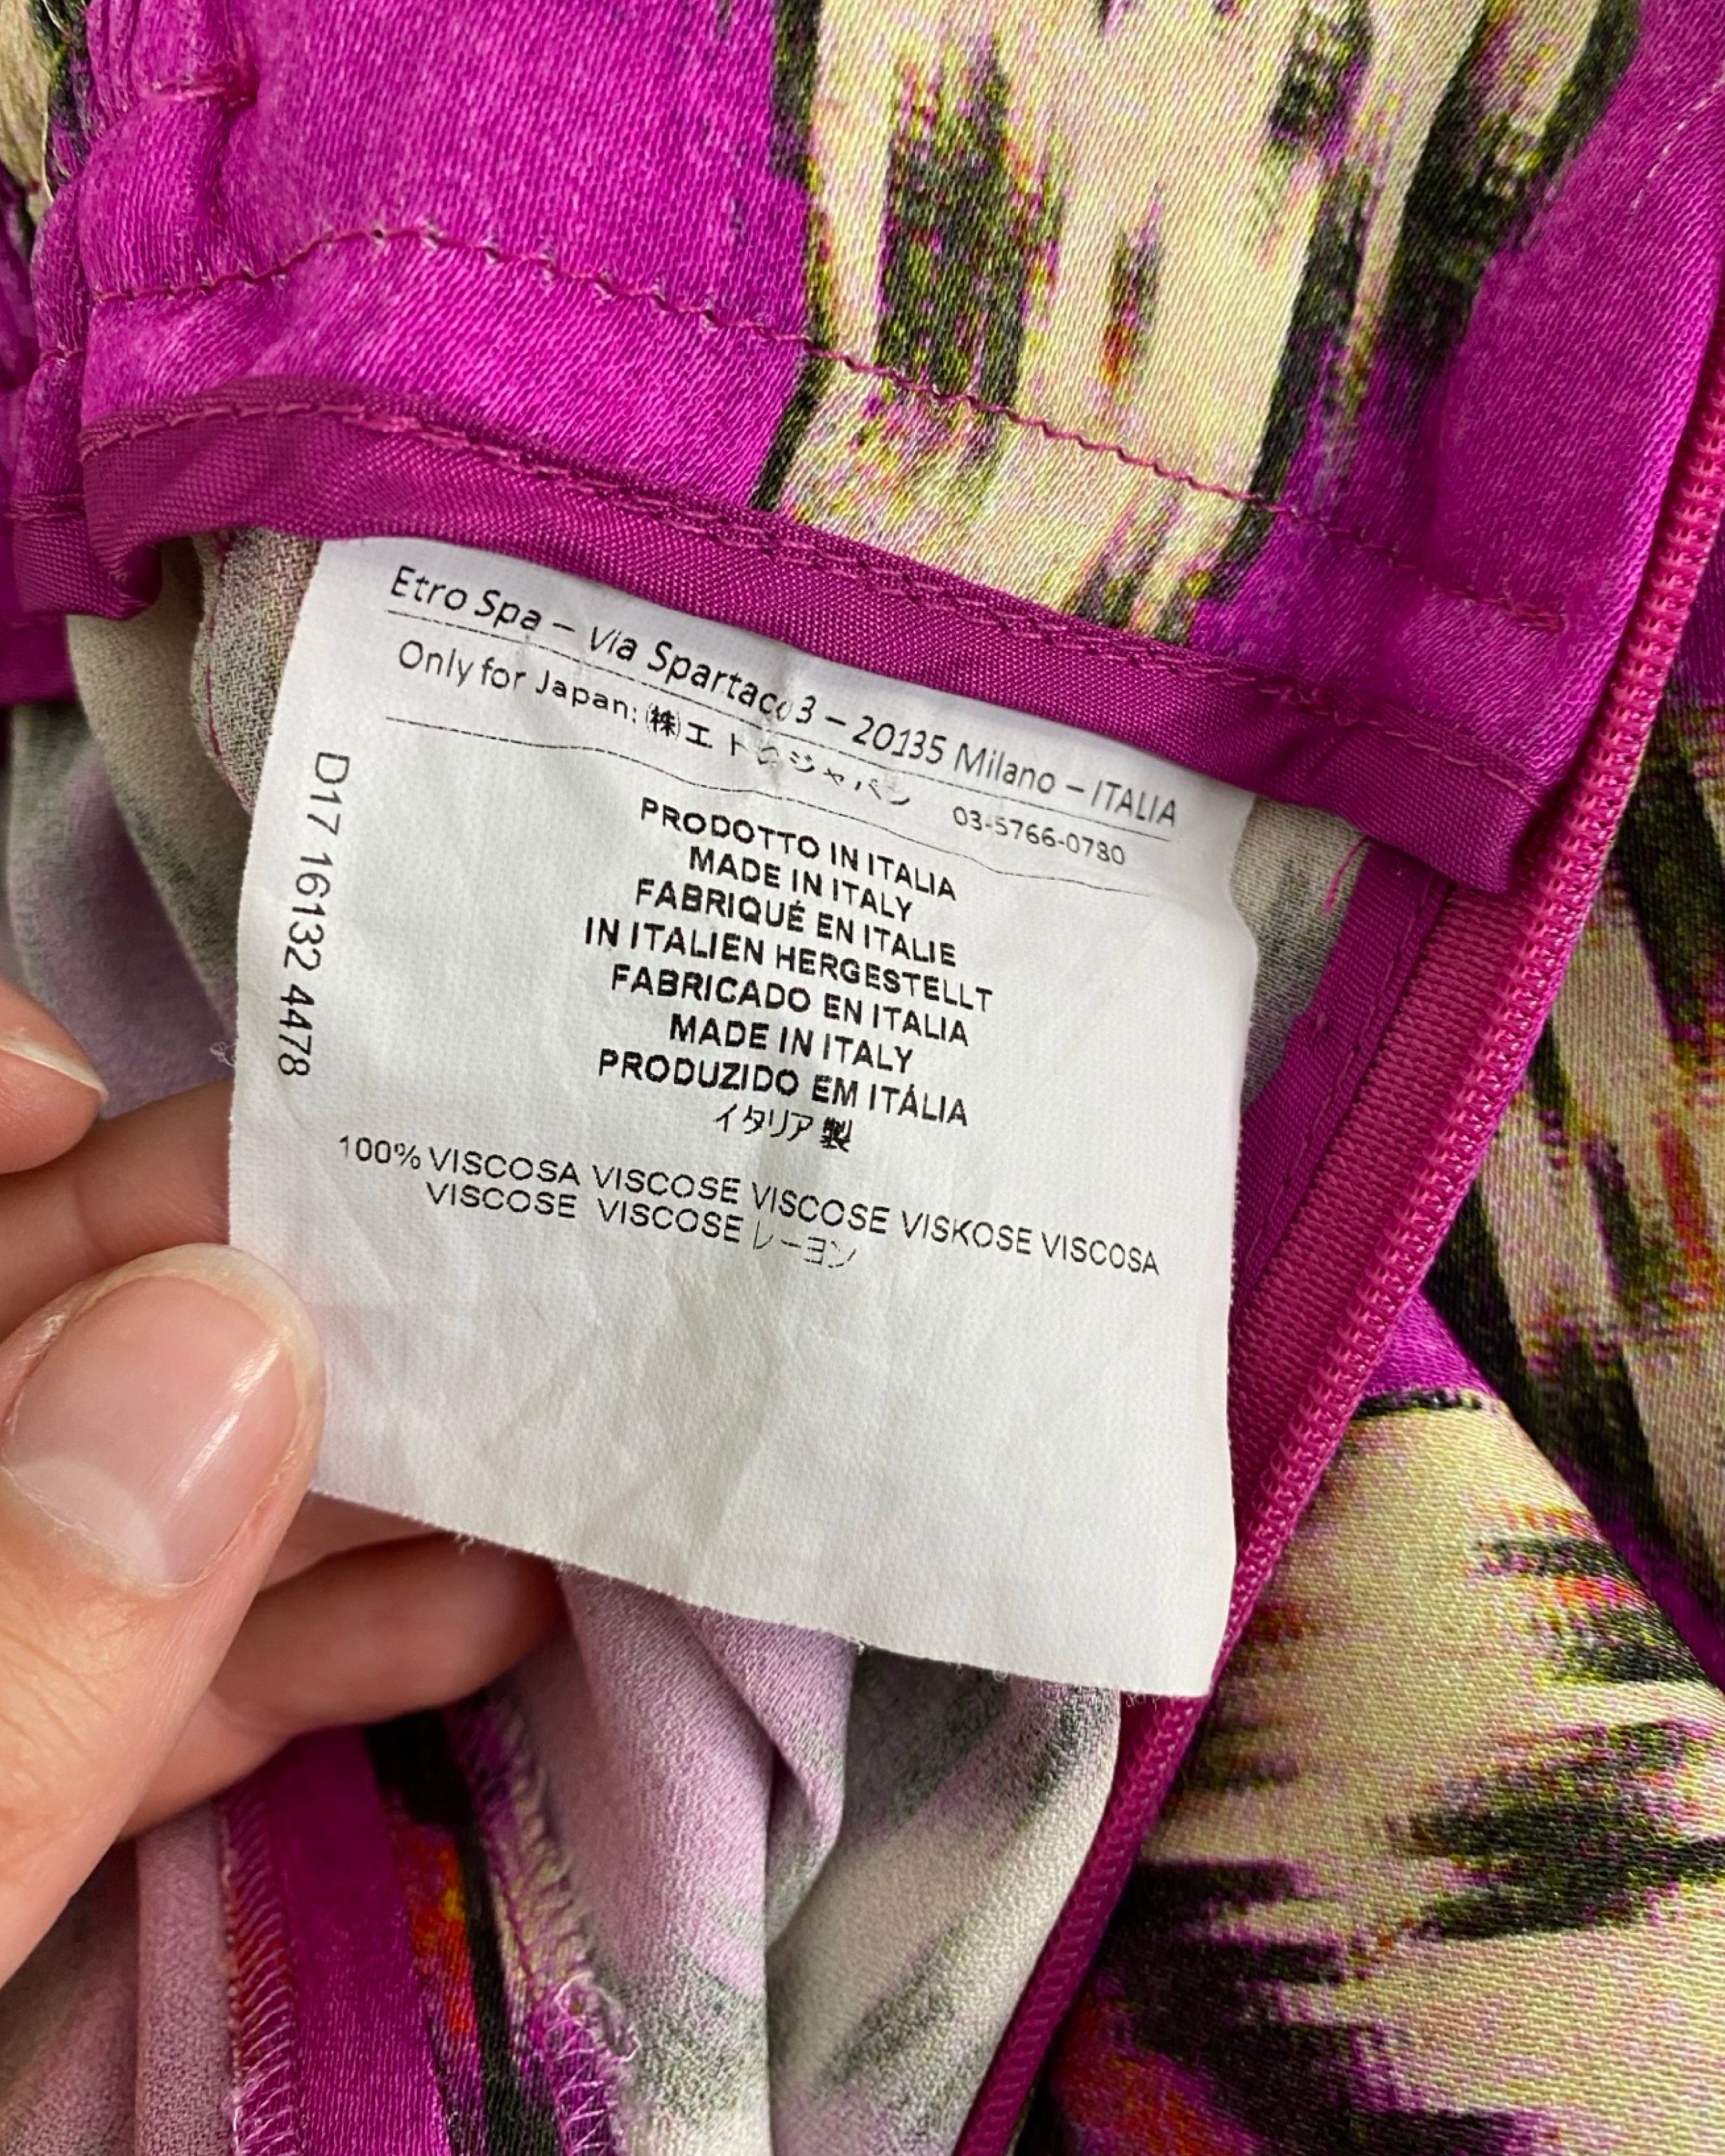 Etro Spa – Via Spartaco 3 – 20135 Milano – ITALIA
Only for Japan: ㈱エトロジャパン 03-5766-0730
PRODOTTO IN ITALIA
MADE IN ITALY
FABRIQUÉ EN ITALIE
IN ITALIEN HERGESTELLT
FABRICADO EN ITALIA
MADE IN ITALY
PRODUZIDO EM ITÁLIA
イタリア製
100% VISCOSA VISCOSE VISCOSE VISKOSE VISCOSA
VISCOSE VISCOSE レーヨン
D17 16132 4478